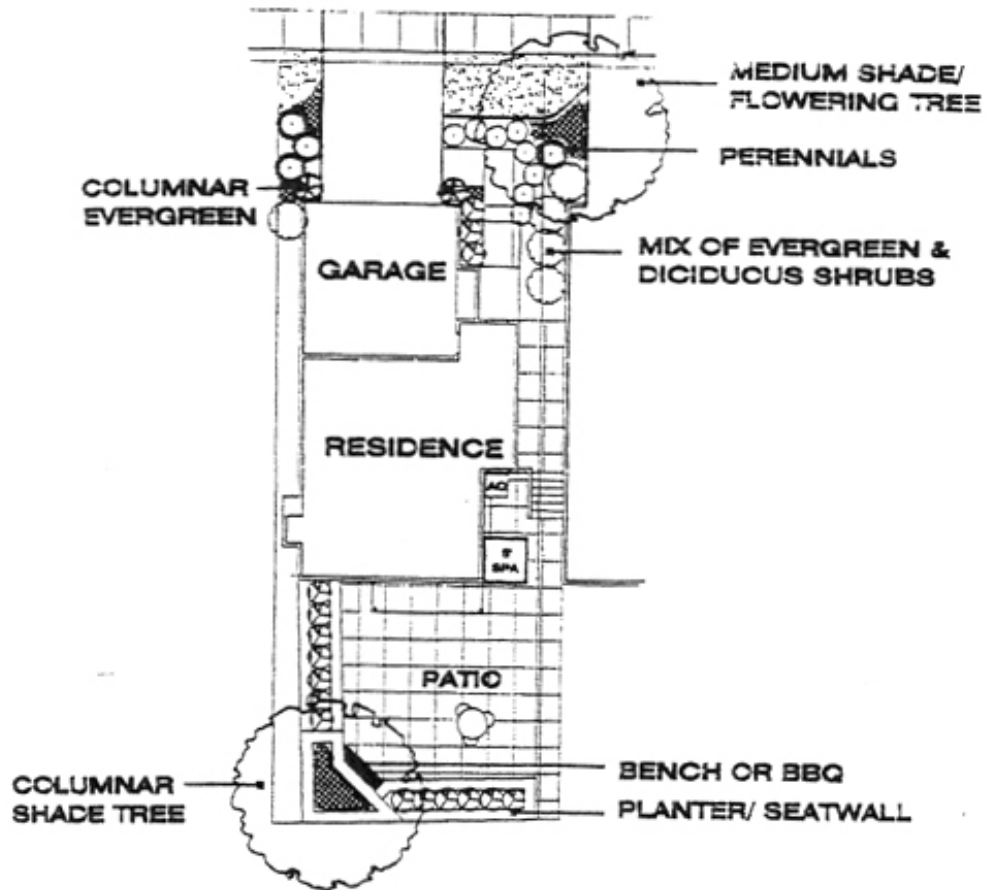 MEDIUM SHADE/
FLOWERING TREE
PERENNIALS
COLUMNAR
EVERGREEN
MIX OF EVERGREEN &
DICIDUCUS SHRUBS
GARAGE
RESIDENCE
AC
5'
SPA
PATIO
BENCH OR BBQ
COLUMNAR
SHADE TREE
PLANTER/ SEATWALL